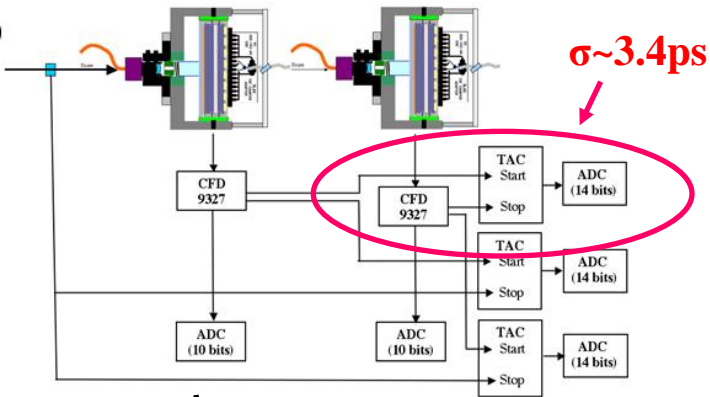 )
σ~3.4ps
TAC
Start
Stop
ADC
(14 bits)
CFD
9327
CFD
9327
TAC
Start
Stop
ADC
(14 bits)
ADC
(10 bits)
ADC
(10 bits)
TAC
Start
Stop
ADC
(14 bits)